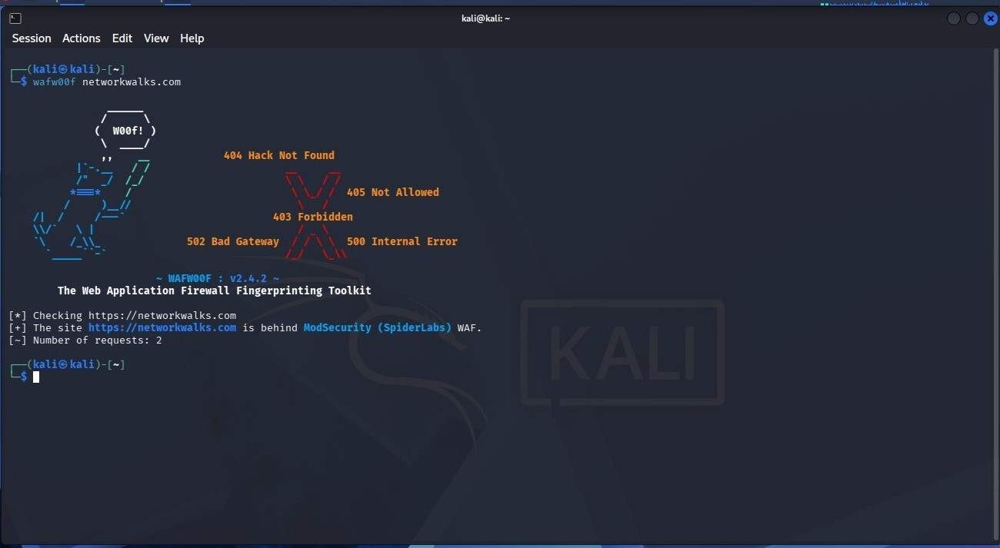 kali@kali: ~
Session Actions Edit View Help
┌──(kali㉿kali)-[~]
└─$ wafw00f networkwalks.com
W00f!
404 Hack Not Found
405 Not Allowed
403 Forbidden
502 Bad Gateway 500 Internal Error
~ WAFW00F : v2.4.2 ~
The Web Application Firewall Fingerprinting Toolkit
[*] Checking https://networkwalks.com
[+] The site https://networkwalks.com is behind ModSecurity (SpiderLabs) WAF.
[~] Number of requests: 2
┌──(kali㉿kali)-[~]
└─$
KALI